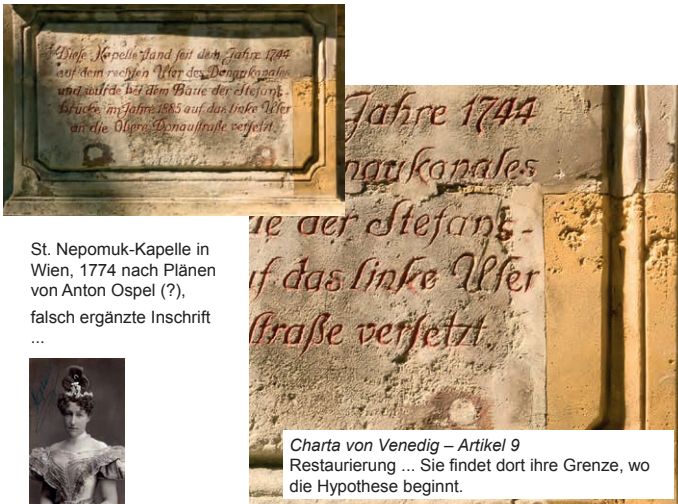 Dieſe Kapelle ſtand ſeit dem Jahre 1744
auf dem rechten Ufer des Donaukanales
und wurde bei dem Baue der Stefans-
brücke im Jahre 1885 auf das linke Ufer
an die Obere Donauſtraße verſetzt.
Jahre 1744
naukanales
ue der Stefans-
f das linke Ufer
ſtraße verſetzt.
St. Nepomuk-Kapelle in
Wien, 1774 nach Plänen
von Anton Ospel (?),
falsch ergänzte Inschrift
...
Charta von Venedig – Artikel 9
Restaurierung ... Sie findet dort ihre Grenze, wo
die Hypothese beginnt.